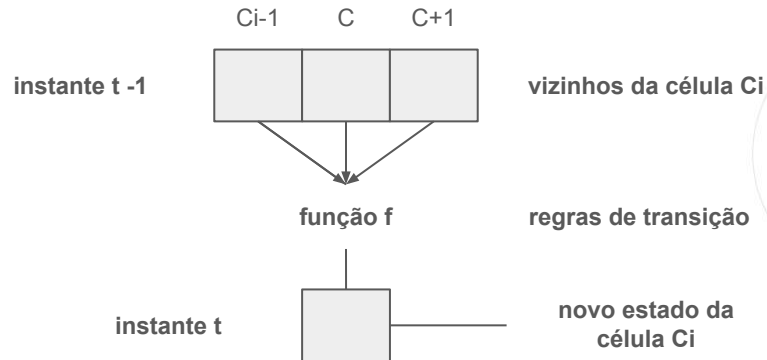 Ci-1 C C+1
instante t -1 vizinhos da célula Ci
função f regras de transição
instante t novo estado da
célula Ci